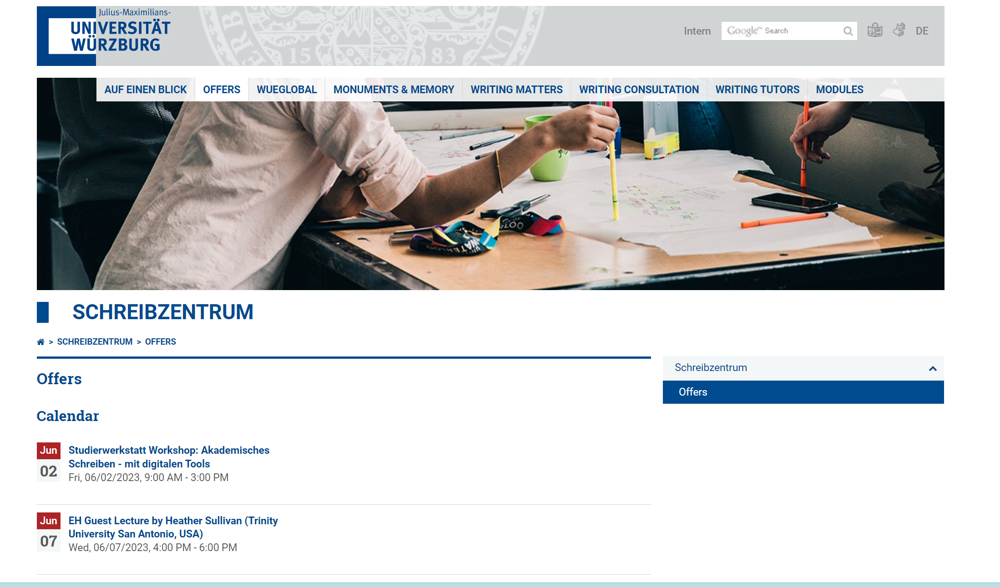 Julius-Maximilians-
UNIVERSITÄT
WÜRZBURG
15 83
Intern
Google™ Search
DE
AUF EINEN BLICK
OFFERS
WUEGLOBAL
MONUMENTS & MEMORY
WRITING MATTERS
WRITING CONSULTATION
WRITING TUTORS
MODULES
WATERLOO
SCHREIBZENTRUM
> SCHREIBZENTRUM > OFFERS
Offers
Schreibzentrum
Offers
Calendar
Jun
02
Studierwerkstatt Workshop: Akademisches
Schreiben - mit digitalen Tools
Fri, 06/02/2023, 9:00 AM - 3:00 PM
Jun
07
EH Guest Lecture by Heather Sullivan (Trinity
University San Antonio, USA)
Wed, 06/07/2023, 4:00 PM - 6:00 PM